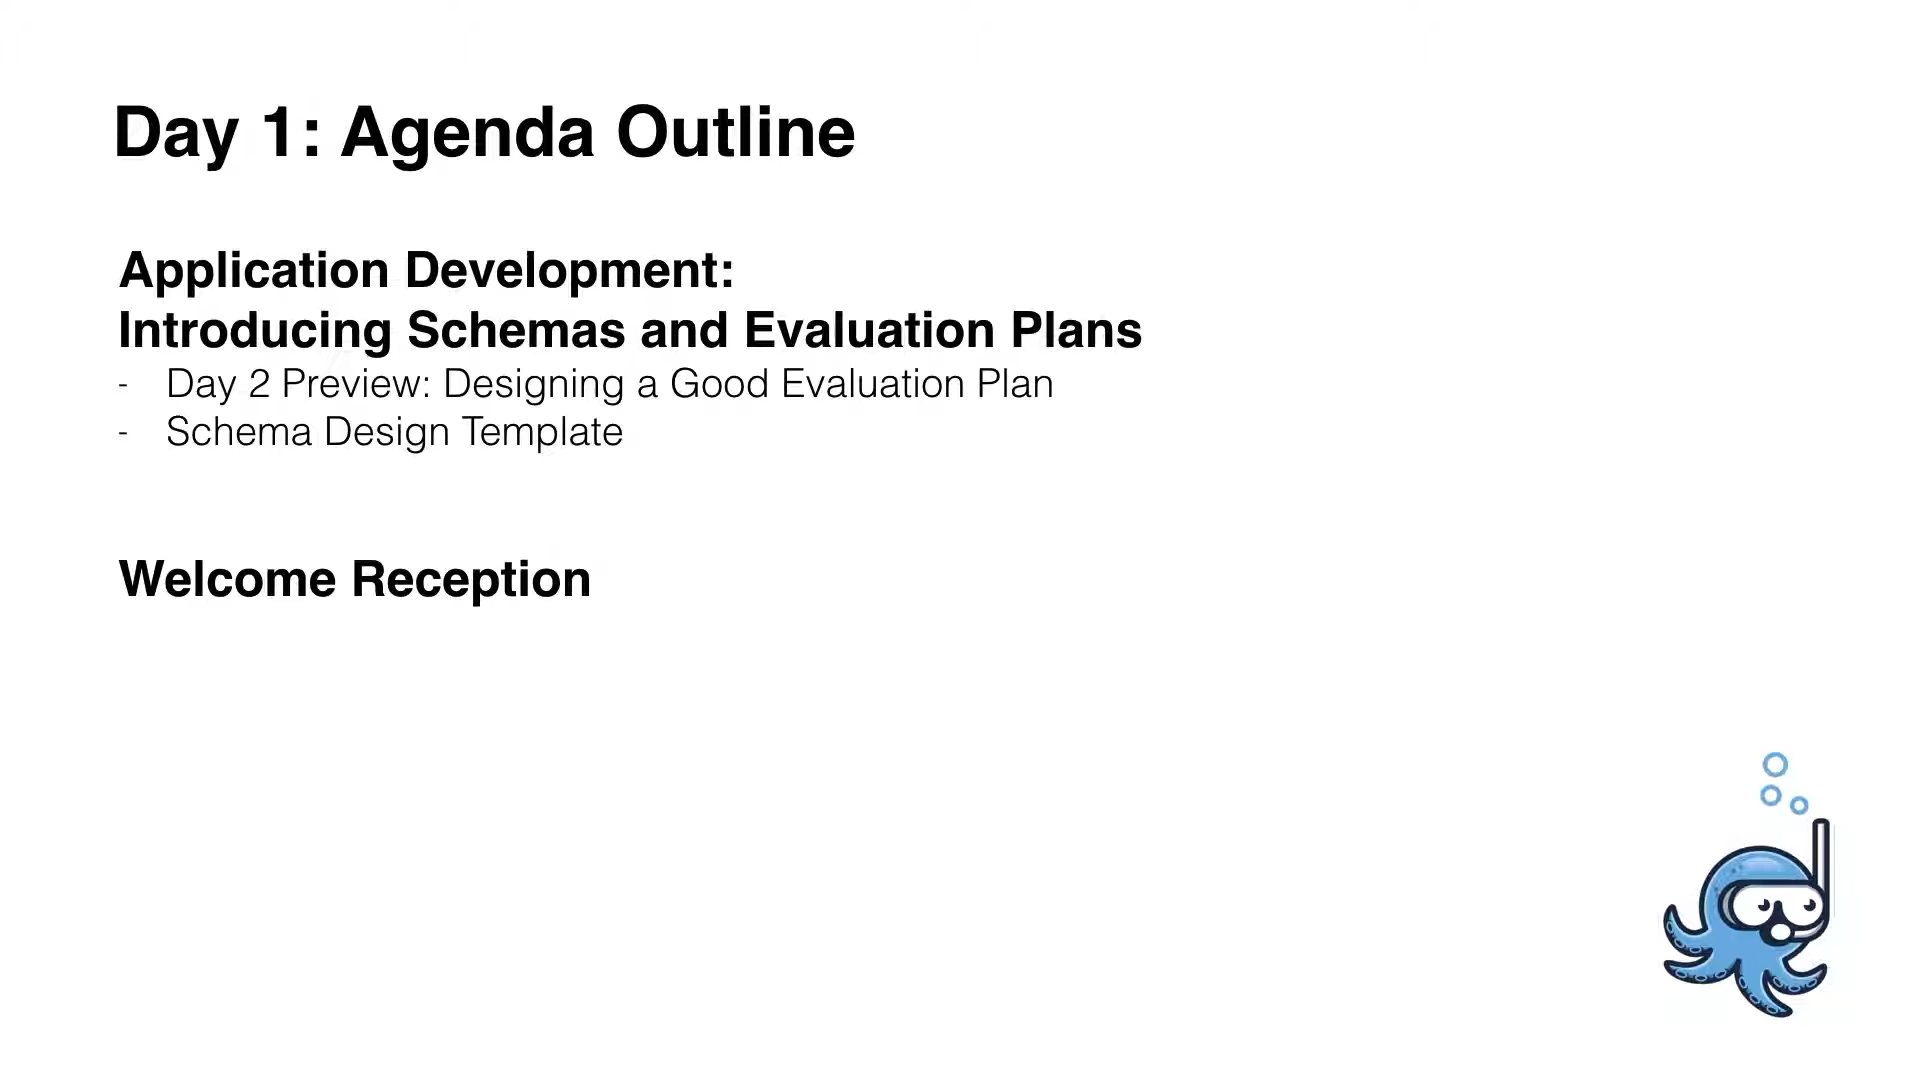 Day 1: Agenda Outline
Application Development:
Introducing Schemas and Evaluation Plans
- Day 2 Preview: Designing a Good Evaluation Plan
- Schema Design Template
Welcome Reception